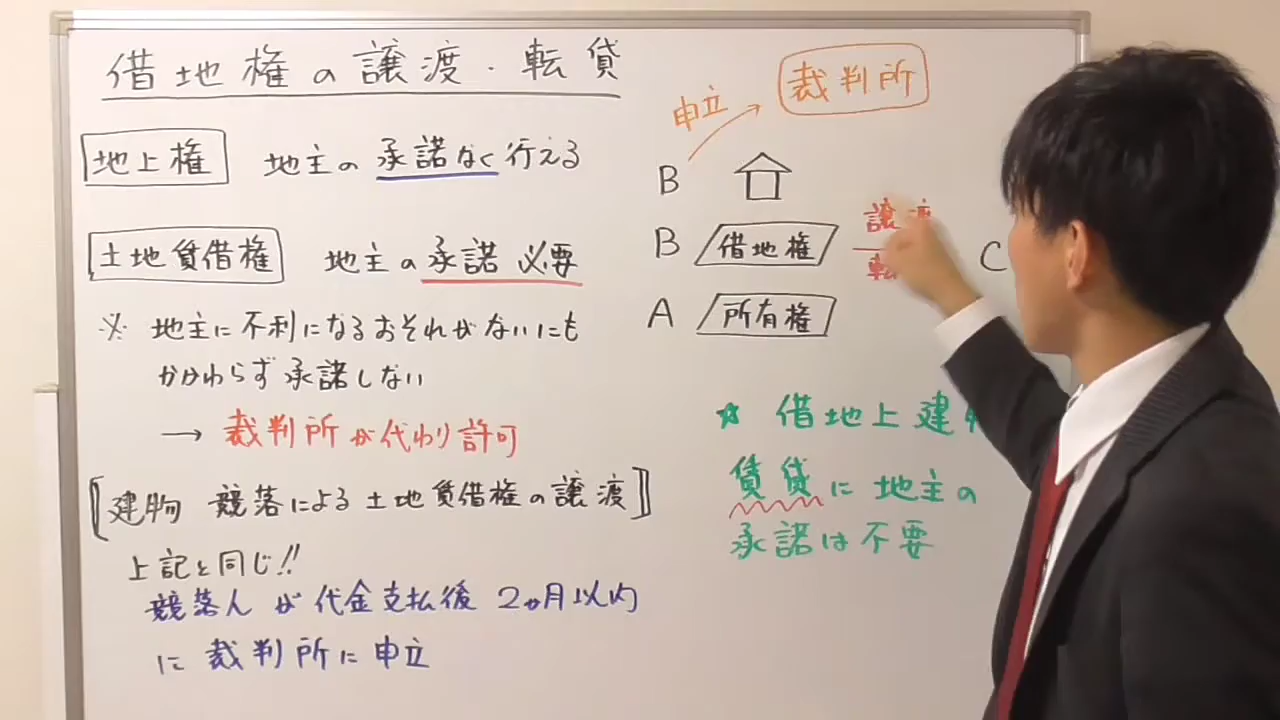 借地権の譲渡・転貸
地上権 地主の承諾なく行える
土地賃借権 地主の承諾必要
※ 地主に不利になるおそれがないにも
かかわらず承諾しない
→ 裁判所が代わり許可
〚建物 競落による土地賃借権の譲渡〛
上記と同じ!!
競落人が代金支払後 2ヶ月以内
に裁判所に申立
申立 裁判所
B
B 借地権 譲渡 C
転
A 所有権
☆ 借地上建
賃貸に地主の
承諾は不要